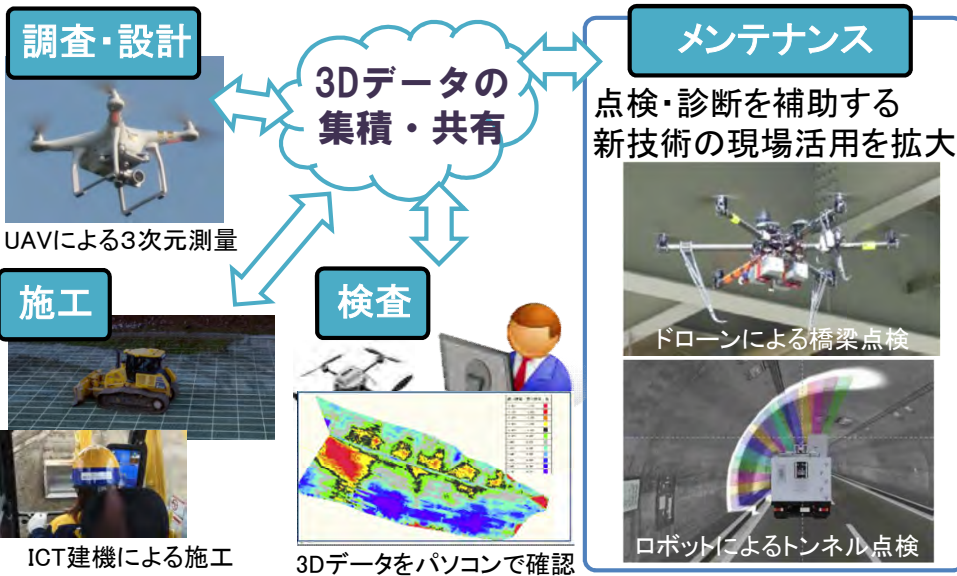 調査・設計
3Dデータの
集積・共有
メンテナンス
点検・診断を補助する
新技術の現場活用を拡大
UAVによる3次元測量
施工
検査
ドローンによる橋梁点検
ICT建機による施工
3Dデータをパソコンで確認
ロボットによるトンネル点検